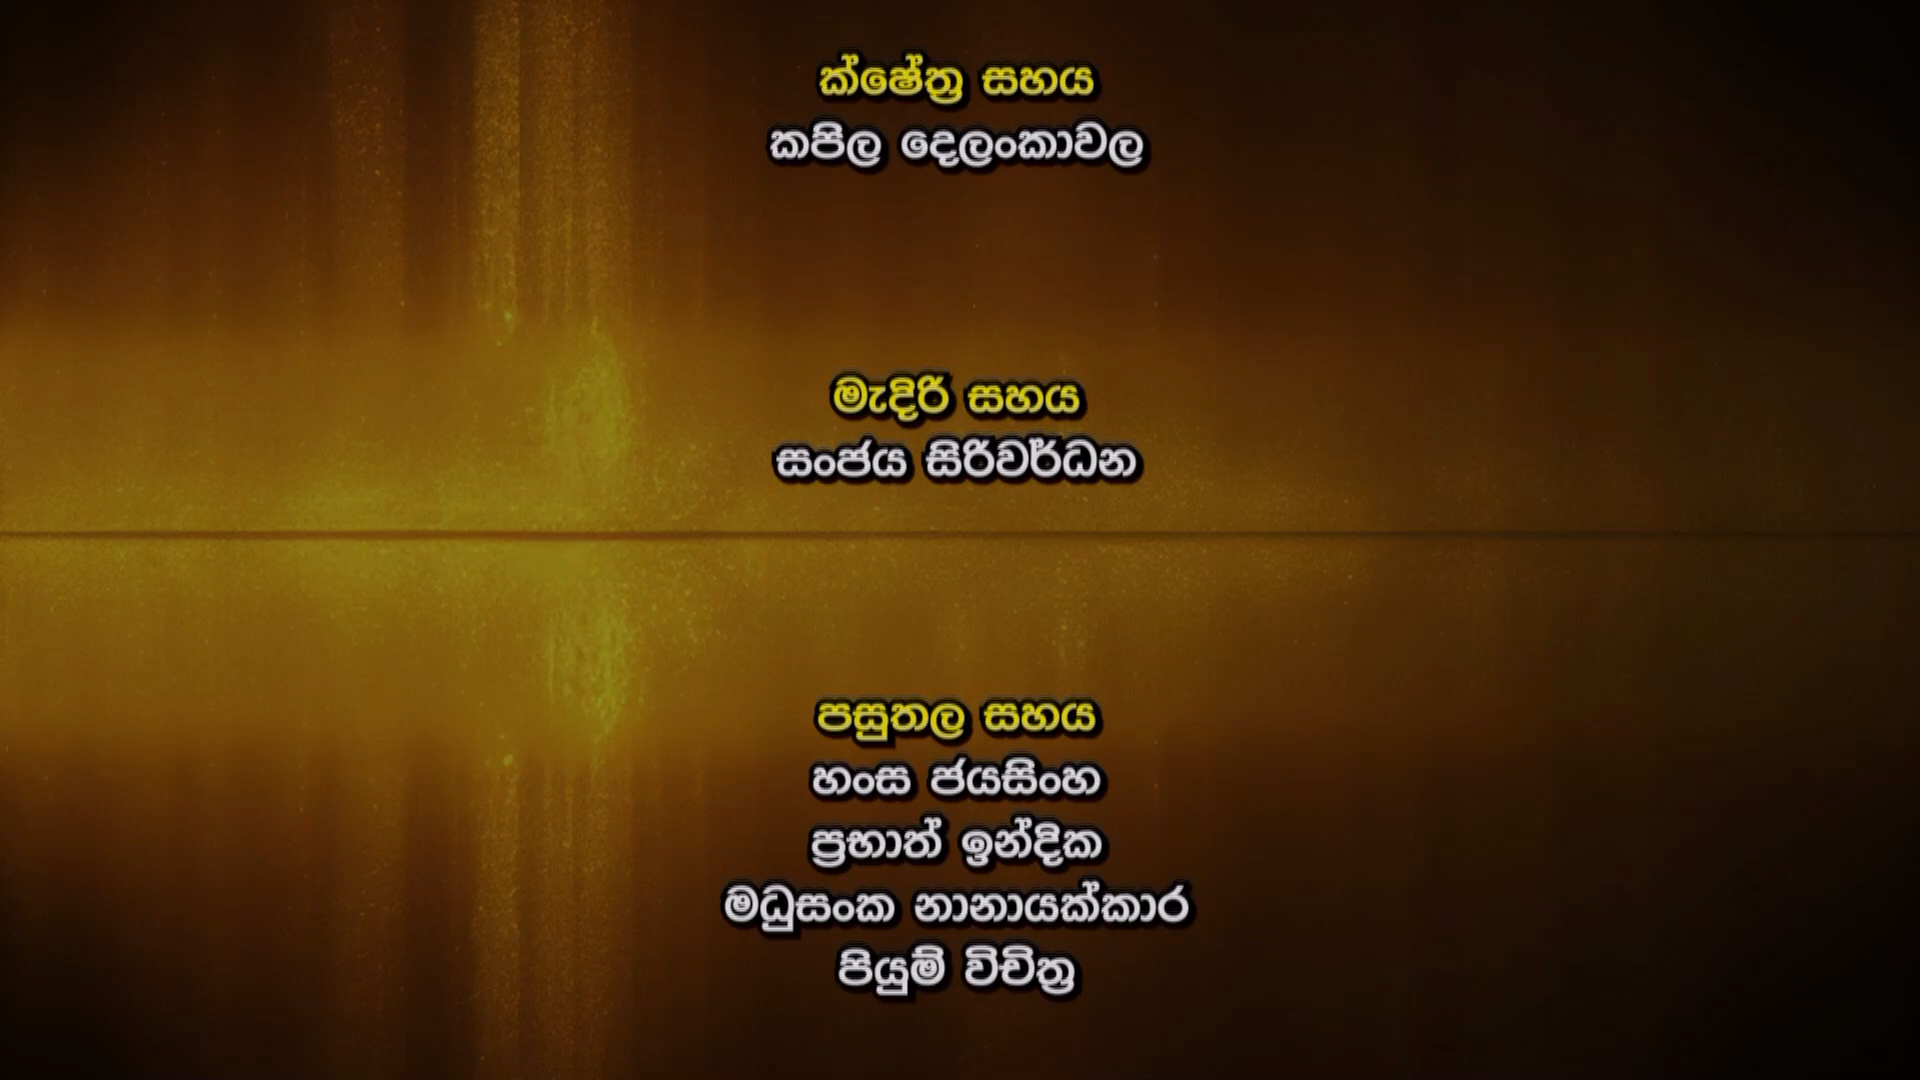 ක්ෂේත්‍ර සහය
කපිල දෙලංකාවල
මැදිරි සහය
සංජය සිරිවර්ධන
පසුතල සහය
හංස ජයසිංහ
ප්‍රභාත් ඉන්දික
මධුසංක නානායක්කාර
පියුම් විචිත්‍ර